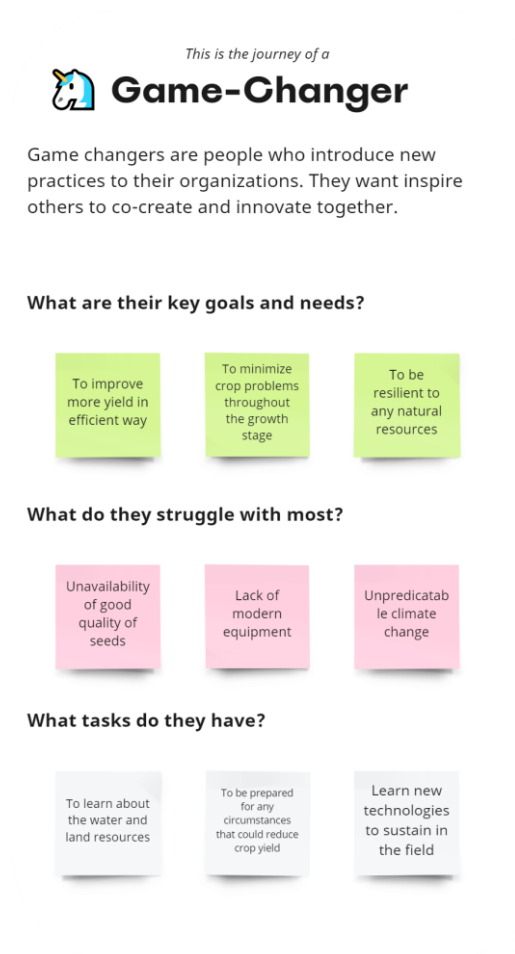 This is the journey of a
Game-Changer
Game changers are people who introduce new
practices to their organizations. They want inspire
others to co-create and innovate together.
What are their key goals and needs?
To improve
more yield in
efficient way
To minimize
crop problems
throughout
the growth
stage
To be
resilient to
any natural
resources
What do they struggle with most?
Unavailability
of good
quality of
seeds
Lack of
modern
equipment
Unpredicatab
le climate
change
What tasks do they have?
To learn about
the water and
land resources
To be prepared
for any
circumstances
that could reduce
crop yield
Learn new
technologies
to sustain in
the field